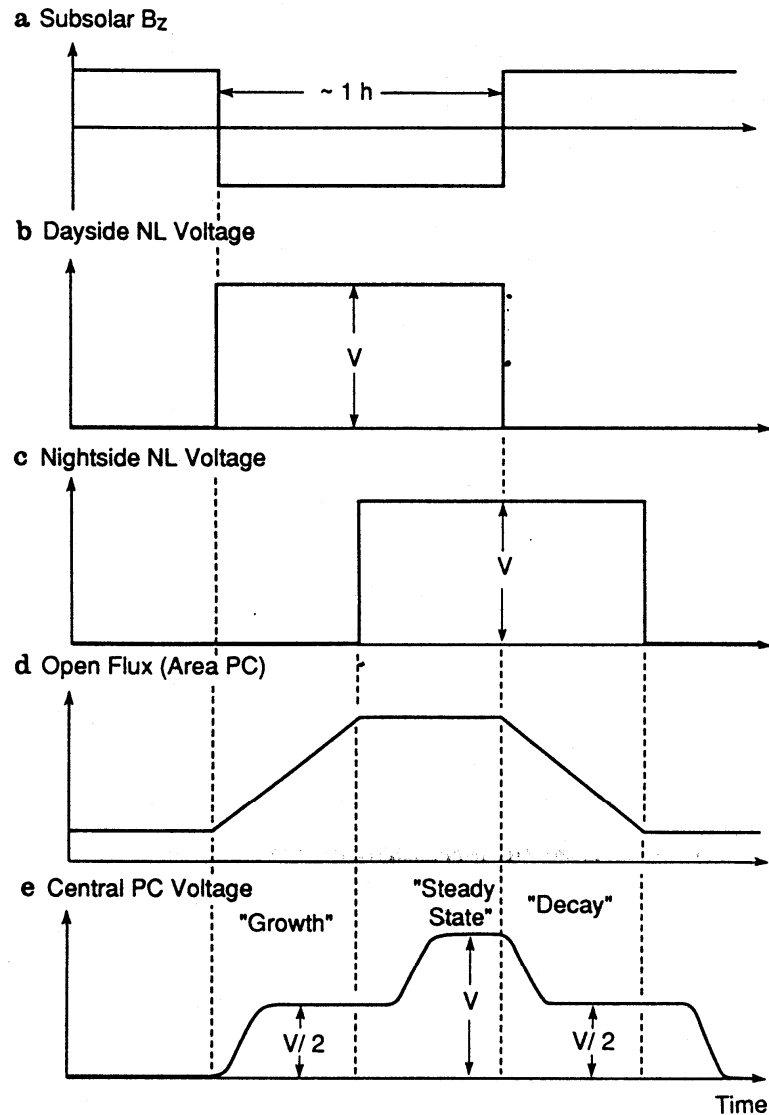 a Subsolar Bz
~ 1 h
b Dayside NL Voltage
V
c Nightside NL Voltage
V
d Open Flux (Area PC)
e Central PC Voltage
"Growth"
"Steady
State"
"Decay"
V/2
V
V/2
Time